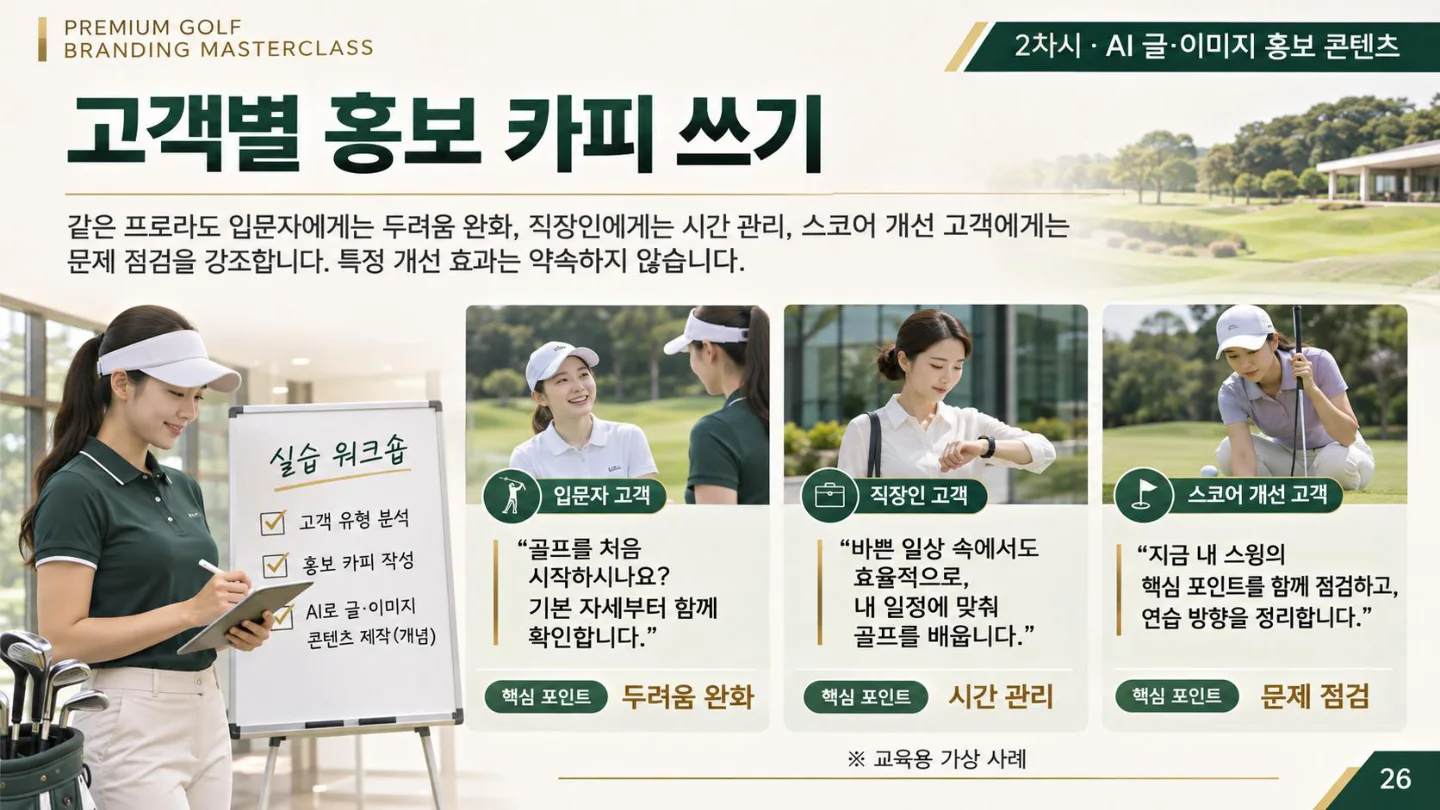 PREMIUM GOLF
BRANDING MASTERCLASS
2차시 · AI 글·이미지 홍보 콘텐츠
고객별 홍보 카피 쓰기
같은 프로라도 입문자에게는 두려움 완화, 직장인에게는 시간 관리, 스코어 개선 고객에게는
문제 점검을 강조합니다. 특정 개선 효과는 약속하지 않습니다.
실습 워크숍
고객 유형 분석
홍보 카피 작성
AI로 글·이미지
콘텐츠 제작(개념)
입문자 고객
“골프를 처음
시작하시나요?
기본 자세부터 함께
확인합니다.”
핵심 포인트 두려움 완화
직장인 고객
“바쁜 일상 속에서도
효율적으로,
내 일정에 맞춰
골프를 배웁니다.”
핵심 포인트 시간 관리
스코어 개선 고객
“지금 내 스윙의
핵심 포인트를 함께 점검하고,
연습 방향을 정리합니다.”
핵심 포인트 문제 점검
※ 교육용 가상 사례
26